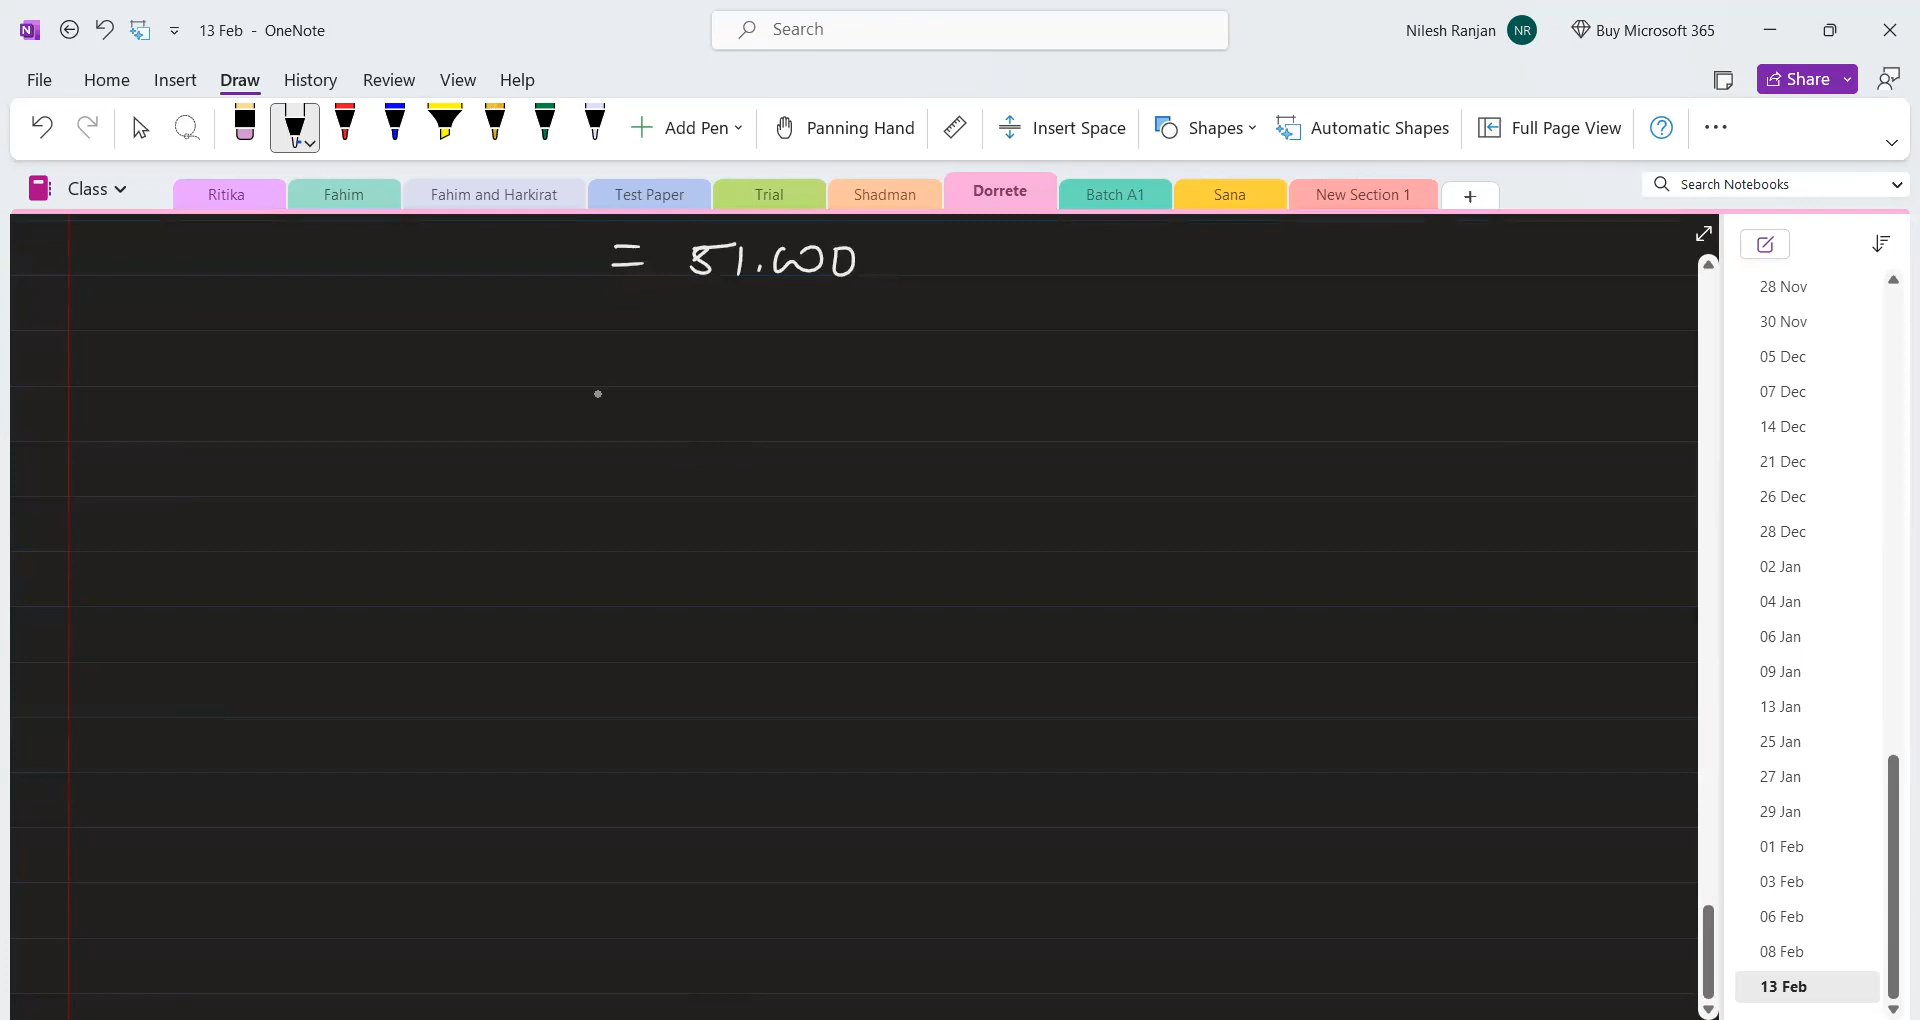 13 Feb - OneNote
Search
Nilesh Ranjan
NR
Buy Microsoft 365
File
Home
Insert
Draw
History
Review
View
Help
Share
Add Pen
Panning Hand
Insert Space
Shapes
Automatic Shapes
Full Page View
Class
Ritika
Fahim
Fahim and Harkirat
Test Paper
Trial
Shadman
Dorrete
Batch A1
Sana
New Section 1
Search Notebooks
= 51.000
28 Nov
30 Nov
05 Dec
07 Dec
14 Dec
21 Dec
26 Dec
28 Dec
02 Jan
04 Jan
06 Jan
09 Jan
13 Jan
25 Jan
27 Jan
29 Jan
01 Feb
03 Feb
06 Feb
08 Feb
13 Feb